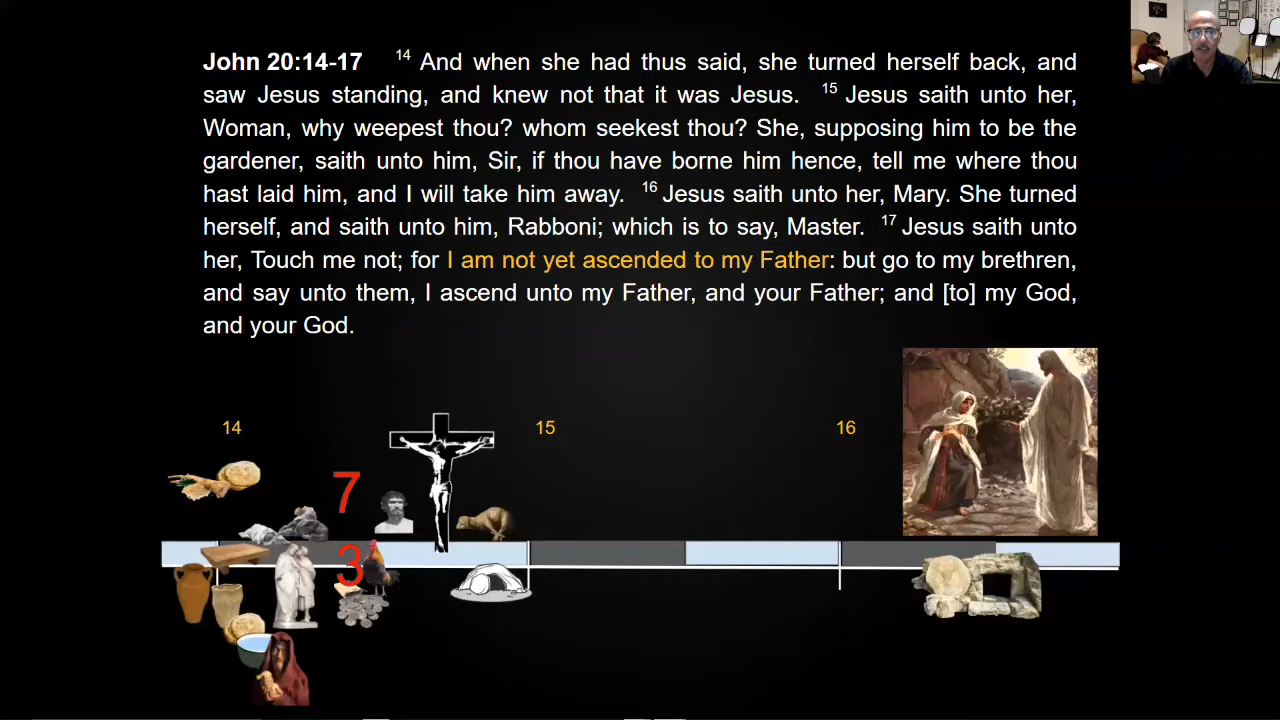 John 20:14-17 14 And when she had thus said, she turned herself back, and
saw Jesus standing, and knew not that it was Jesus. 15 Jesus saith unto her,
Woman, why weepest thou? whom seekest thou? She, supposing him to be the
gardener, saith unto him, Sir, if thou have borne him hence, tell me where thou
hast laid him, and I will take him away. 16 Jesus saith unto her, Mary. She turned
herself, and saith unto him, Rabboni; which is to say, Master. 17 Jesus saith unto
her, Touch me not; for I am not yet ascended to my Father: but go to my brethren,
and say unto them, I ascend unto my Father, and your Father; and [to] my God,
and your God.
14 15 16
7
3